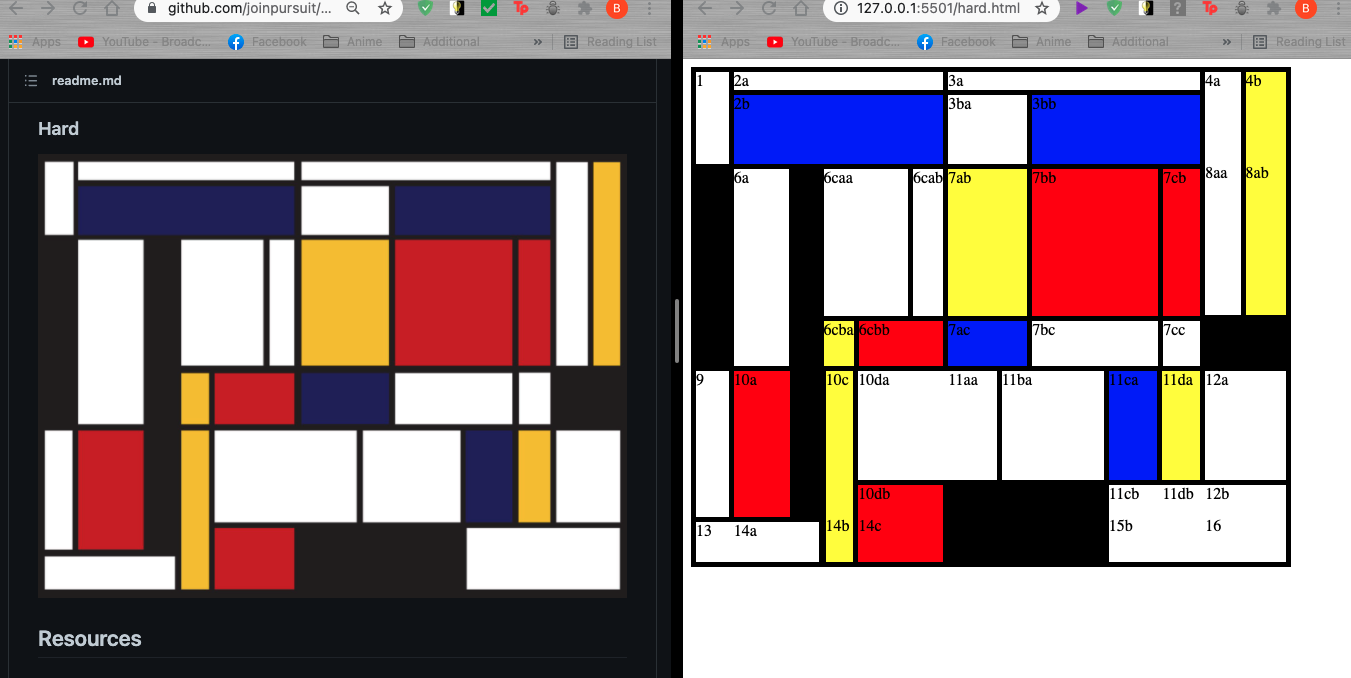 github.com/joinpursuit/...
B
Apps
YouTube - Broadc...
Facebook
Anime
Additional
»
Reading List
readme.md
Hard
Resources
127.0.0.1:5501/hard.html
Tp
?
Tp
B
Apps
YouTube - Broadc...
Facebook
Anime
Additional
»
Reading List
1 2a 3a 4a 4b
2b 3ba 3bb
6a 6caa 6cab 7ab 7bb 7cb 8aa 8ab
6cba 6cbb 7ac 7bc 7cc
9 10a 10c 10da 11aa 11ba 11ca 11da 12a
10db 11cb 11db 12b
13 14a 14b 14c 15b 16